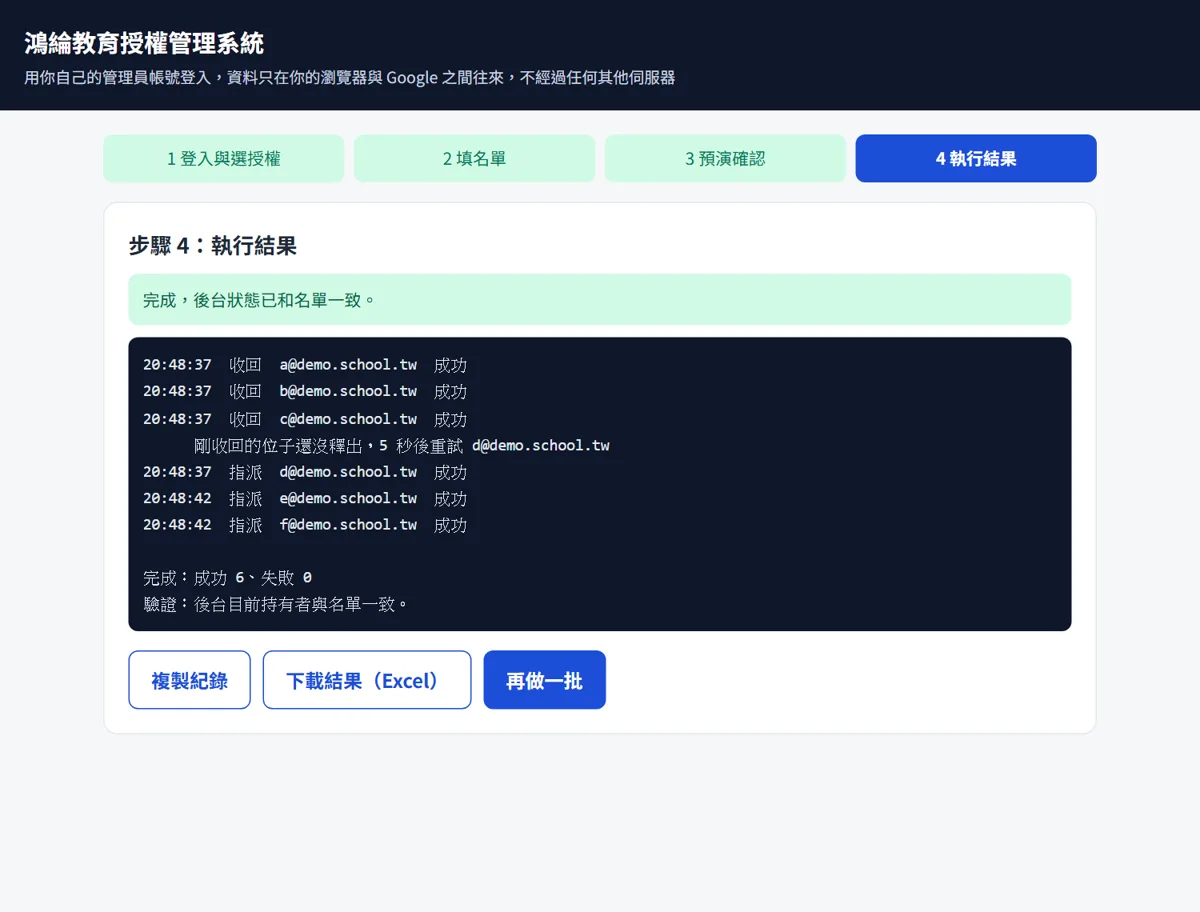 鴻綸教育授權管理系統
用你自己的管理員帳號登入，資料只在你的瀏覽器與 Google 之間往來，不經過任何其他伺服器
1 登入與選授權
2 填名單
3 預演確認
4 執行結果
步驟 4：執行結果
完成，後台狀態已和名單一致。
20:48:37 收回 a@demo.school.tw 成功
20:48:37 收回 b@demo.school.tw 成功
20:48:37 收回 c@demo.school.tw 成功
剛收回的位子還沒釋出，5 秒後重試 d@demo.school.tw
20:48:37 指派 d@demo.school.tw 成功
20:48:42 指派 e@demo.school.tw 成功
20:48:42 指派 f@demo.school.tw 成功
完成：成功 6、失敗 0
驗證：後台目前持有者與名單一致。
複製紀錄
下載結果（Excel）
再做一批